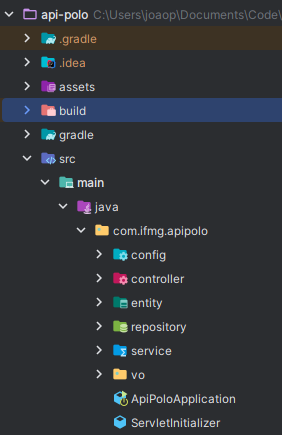 api-polo C:\Users\joaop\Documents\Code\
.gradle
.idea
assets
build
gradle
src
main
java
com.ifmg.apipolo
config
controller
entity
repository
service
vo
ApiPoloApplication
ServletInitializer